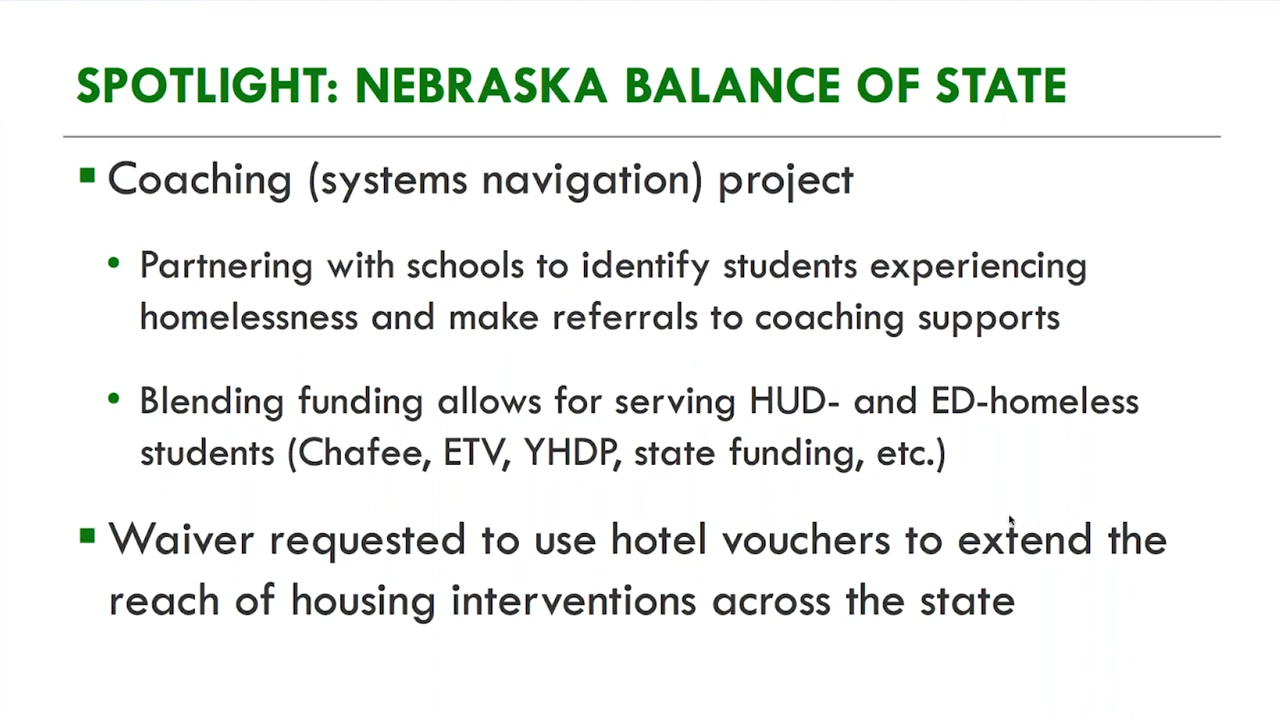 SPOTLIGHT: NEBRASKA BALANCE OF STATE
Coaching (systems navigation) project
Partnering with schools to identify students experiencing
homelessness and make referrals to coaching supports
Blending funding allows for serving HUD- and ED-homeless
students (Chafee, ETV, YHDP, state funding, etc.)
Waiver requested to use hotel vouchers to extend the
reach of housing interventions across the state